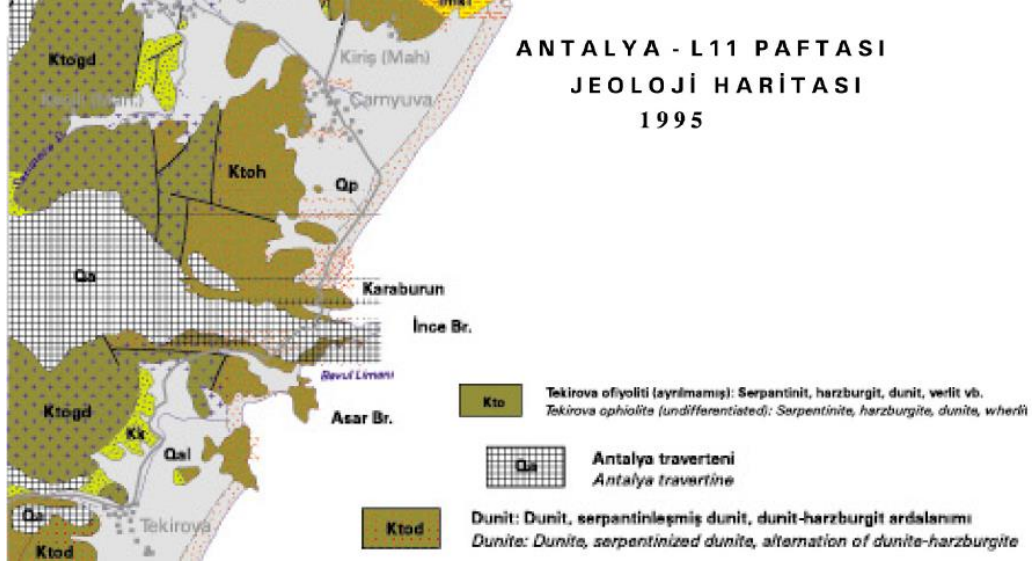 ANTALYA - L11 PAFTASI
JEOLOJİ HARİTASI
1995
Ktogd
Kiriş (Mah)
Çamyuva
Ktoh
Qp
Qa
Karaburun
İnce Br.
Bavul Limanı
Asar Br.
Ktogd
Kk
Qal
Qa
Tekirova
Ktod
Kto
Tekirova ofiyoliti (ayrılmamış): Serpantinit, harzburgit, dunit, verlit vb.
Tekirova ophiolite (undifferentiated): Serpentinite, harzburgite, dunite, wherlit
Qa
Antalya traverteni
Antalya travertine
Ktod
Dunit: Dunit, serpantinleşmiş dunit, dunit-harzburgit ardalanımı
Dunite: Dunite, serpentinized dunite, alternation of dunite-harzburgite